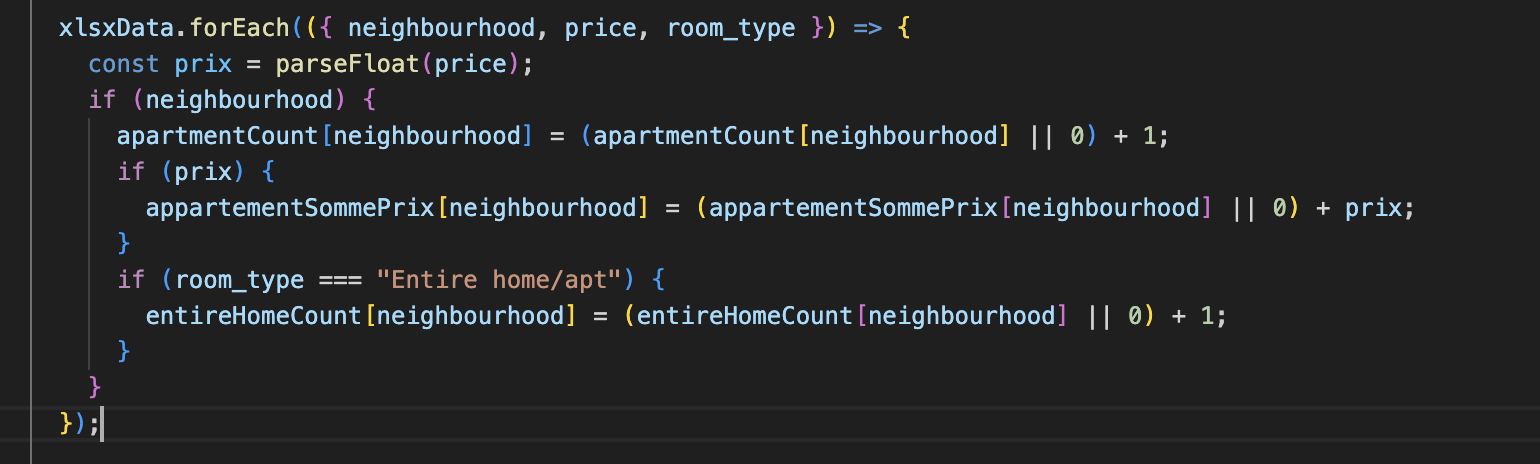 xlsxData.forEach(({ neighbourhood, price, room_type }) => {
const prix = parseFloat(price);
if (neighbourhood) {
apartmentCount[neighbourhood] = (apartmentCount[neighbourhood] || 0) + 1;
if (prix) {
appartementSommePrix[neighbourhood] = (appartementSommePrix[neighbourhood] || 0) + prix;
}
if (room_type === "Entire home/apt") {
entireHomeCount[neighbourhood] = (entireHomeCount[neighbourhood] || 0) + 1;
}
}
});